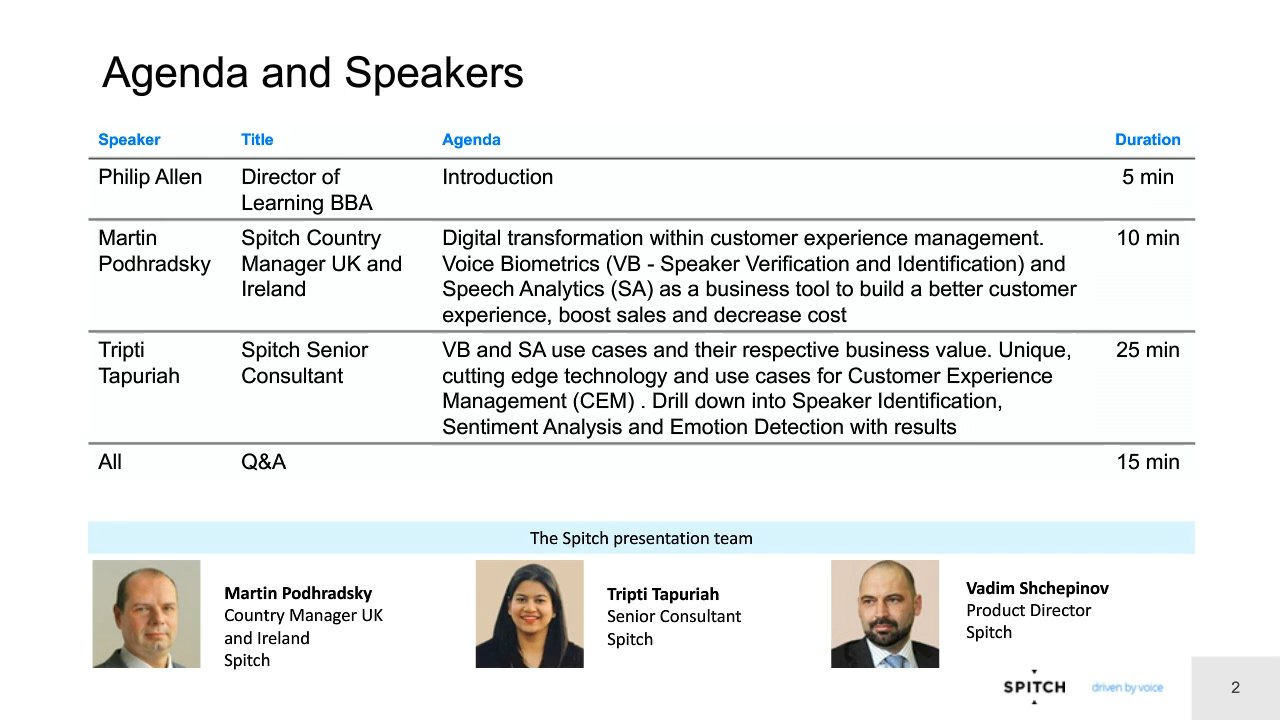 Agenda and Speakers
Speaker Title Agenda Duration
Philip Allen Director of Introduction 5 min
Learning BBA
Martin Spitch Country Digital transformation within customer experience management. 10 min
Podhradsky Manager UK and Voice Biometrics (VB - Speaker Verification and Identification) and
Ireland Speech Analytics (SA) as a business tool to build a better customer
experience, boost sales and decrease cost
Tripti Spitch Senior VB and SA use cases and their respective business value. Unique, 25 min
Tapuriah Consultant cutting edge technology and use cases for Customer Experience
Management (CEM) . Drill down into Speaker Identification,
Sentiment Analysis and Emotion Detection with results
All Q&A 15 min
The Spitch presentation team
Martin Podhradsky
Country Manager UK
and Ireland
Spitch
Tripti Tapuriah
Senior Consultant
Spitch
Vadim Shchepinov
Product Director
Spitch
SPITCH driven by voice
2